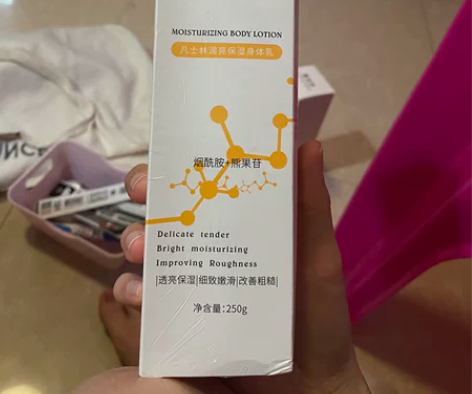 MOISTURIZING BODY LOTION
凡士林润亮保湿身体乳
烟酰胺+熊果苷
Delicate tender
Bright moisturizing
Improving Roughness
|透亮保湿|细致嫩滑|改善粗糙|
净含量:250g